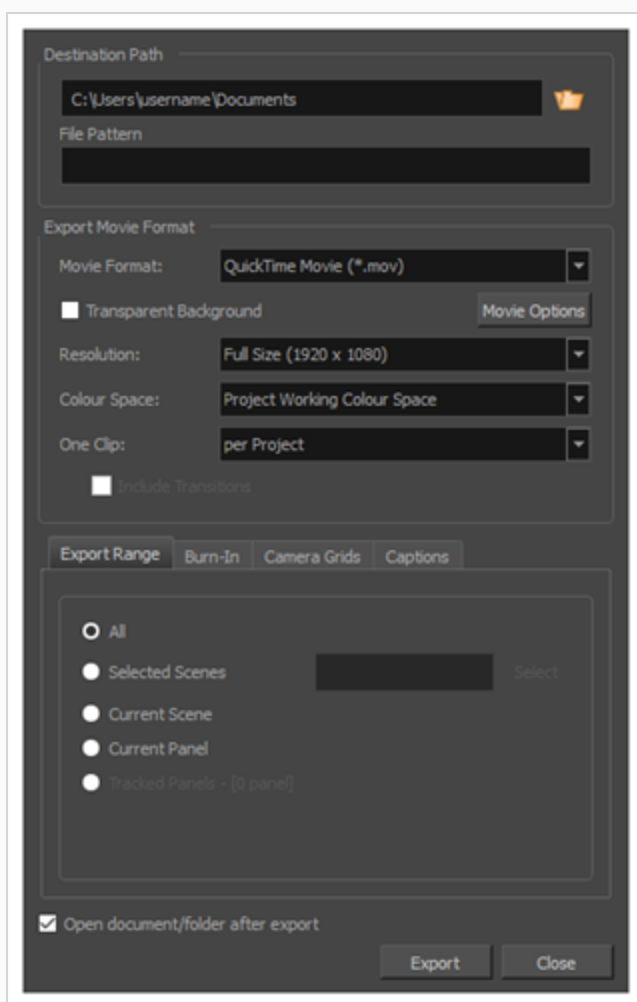 Destination Path
C:\Users\username\Documents
File Pattern
Export Movie Format
Movie Format: QuickTime Movie (*.mov)
Transparent Background Movie Options
Resolution: Full Size (1920 x 1080)
Colour Space: Project Working Colour Space
One Clip: per Project
Include Transitions
Export Range Burn-In Camera Grids Captions
All
Selected Scenes Select
Current Scene
Current Panel
Tracked Panels - [0 panel]
Open document/folder after export
Export Close